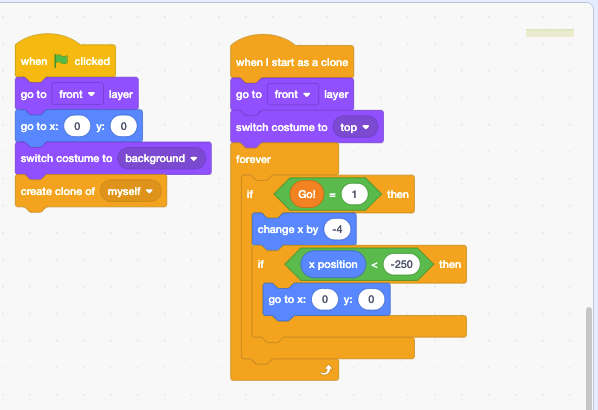 when clicked
go to front layer
go to x: 0 y: 0
switch costume to background
create clone of myself
when I start as a clone
go to front layer
switch costume to top
forever
if Go! = 1 then
change x by -4
if x position < -250 then
go to x: 0 y: 0